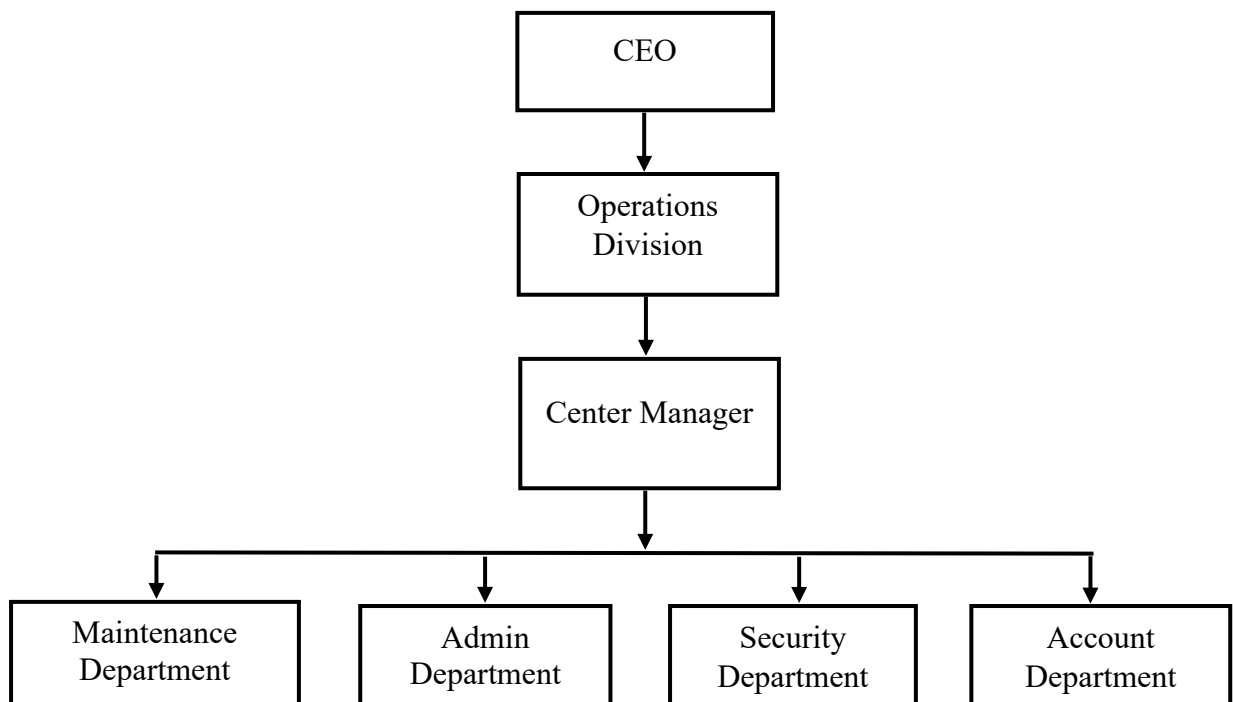 CEO
Operations
Division
Center Manager
Maintenance
Department
Admin
Department
Security
Department
Account
Department